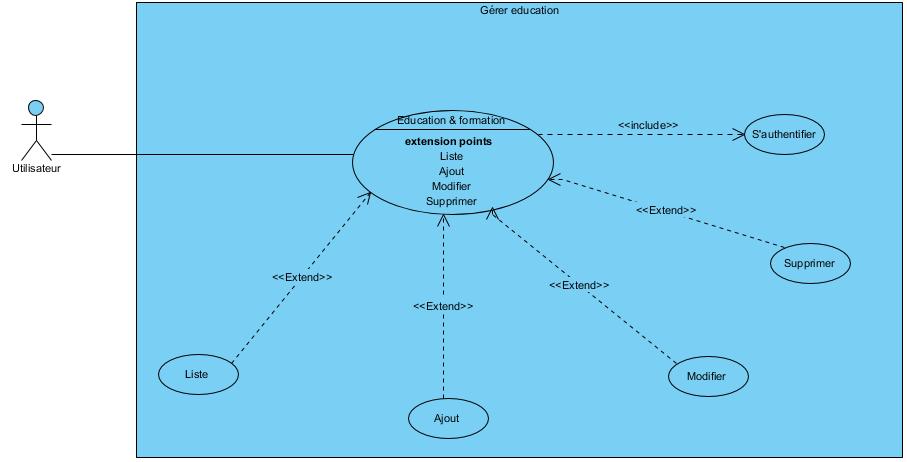 Gérer education
Education & formation
extension points
Liste
Ajout
Modifier
Supprimer
<<include>>
S'authentifier
Utilisateur
<<Extend>>
Supprimer
<<Extend>>
<<Extend>>
<<Extend>>
Liste
Modifier
Ajout